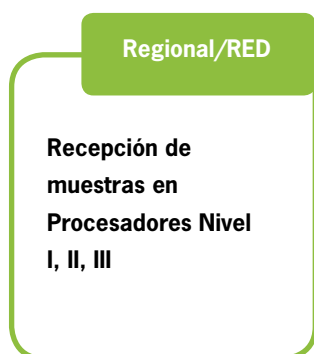 Regional/RED
Recepción de
muestras en
Procesadores Nivel
I, II, III